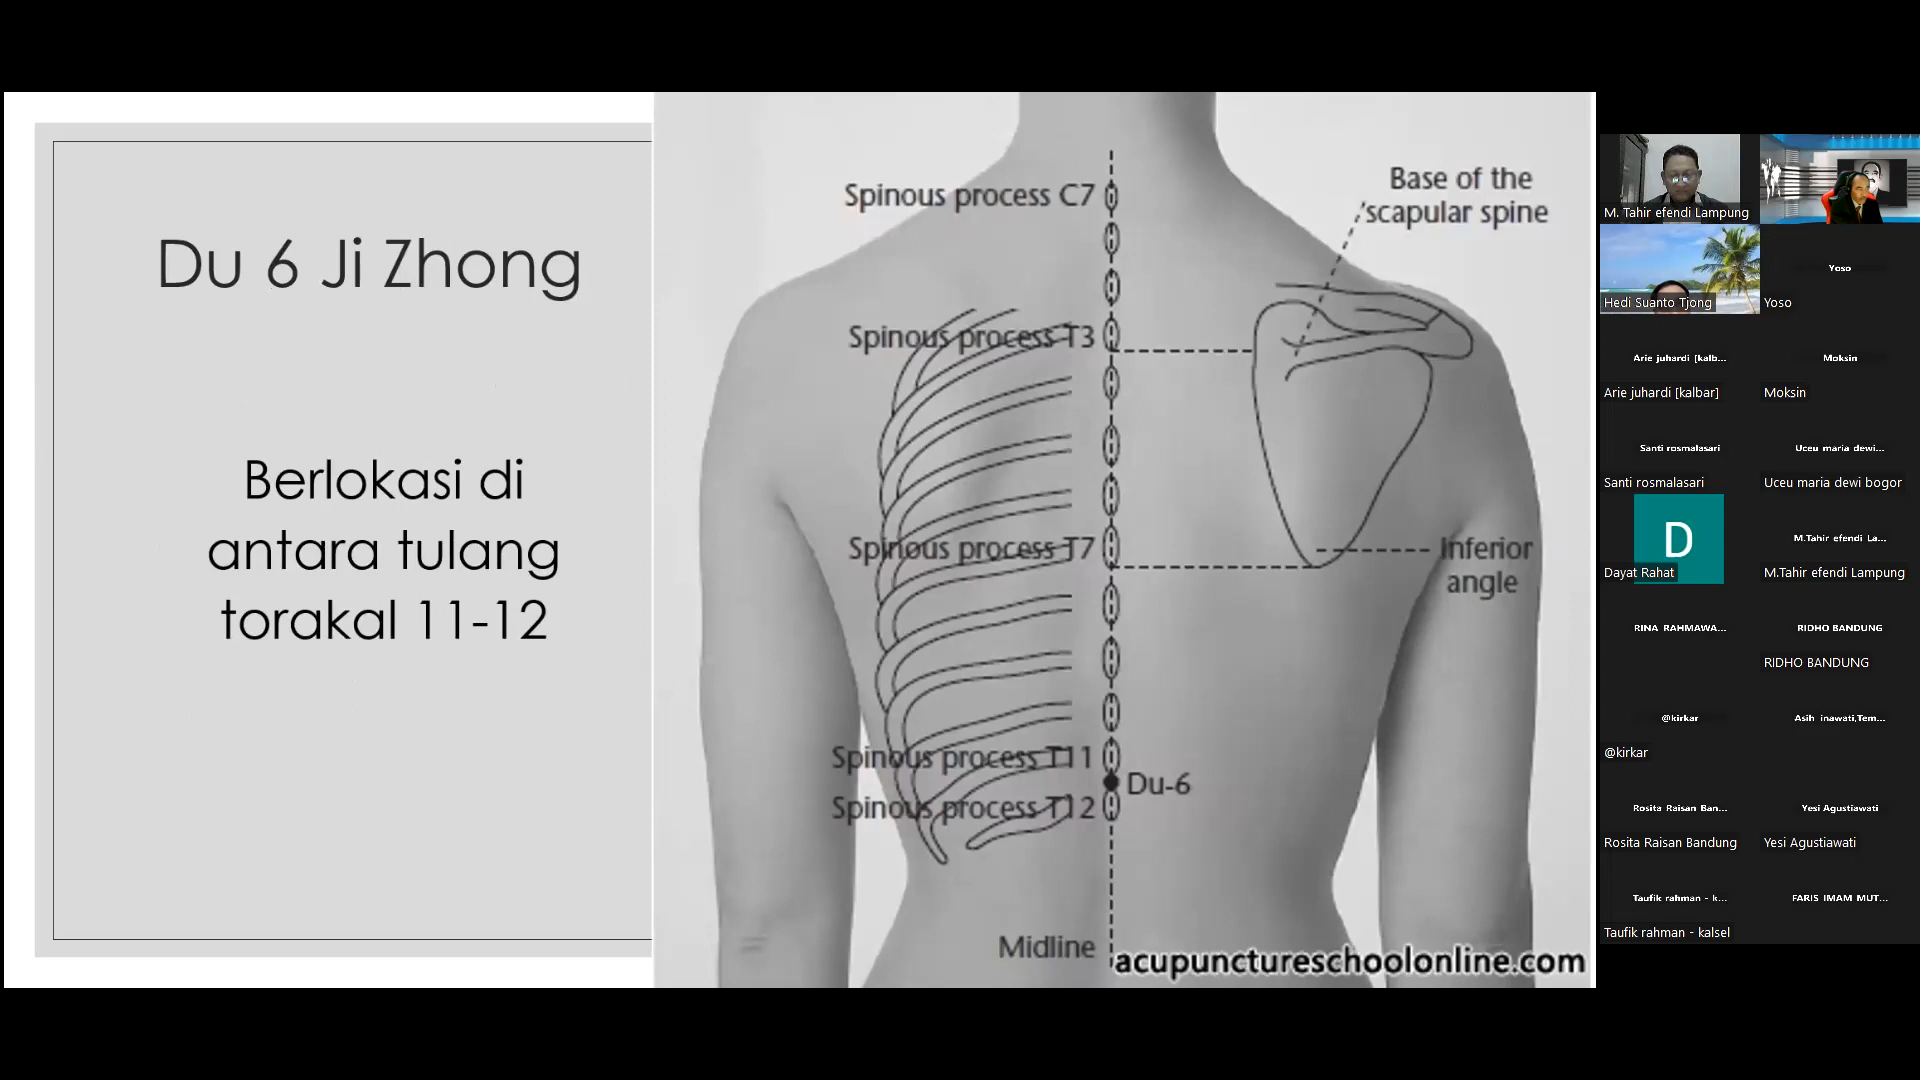 Du 6 Ji Zhong
Berlokasi di
antara tulang
torakal 11-12
Spinous process C7
Base of the
scapular spine
Spinous process T3
Spinous process T7
Inferior
angle
Spinous process T11
Du-6
Spinous process T12
Midline
acupunctureschoolonline.com
M. Tahir efendi Lampung
Hedi Suanto Tjong
Yoso
Yoso
Arie juhardi [kalb...
Arie juhardi [kalbar]
Moksin
Moksin
Santi rosmalasari
Santi rosmalasari
Uceu maria dewi...
Uceu maria dewi bogor
D
Dayat Rahat
M.Tahir efendi La...
M.Tahir efendi Lampung
RINA RAHMAWA...
RIDHO BANDUNG
RIDHO BANDUNG
@kirkar
@kirkar
Asih inawati,Tem...
Rosita Raisan Ban...
Rosita Raisan Bandung
Yesi Agustiawati
Yesi Agustiawati
Taufik rahman - k...
Taufik rahman - kalsel
FARIS IMAM MUT...